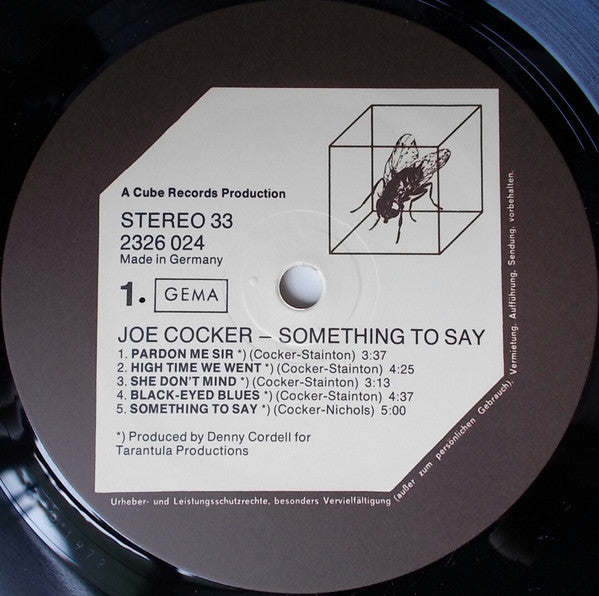 A Cube Records Production
STEREO 33
2326 024
Made in Germany
1. GEMA
JOE COCKER – SOMETHING TO SAY
1. PARDON ME SIR *) (Cocker-Stainton) 3:37
2. HIGH TIME WE WENT *) (Cocker-Stainton) 4:25
3. SHE DON'T MIND *) (Cocker-Stainton) 3:13
4. BLACK-EYED BLUES *) (Cocker-Stainton) 4:37
5. SOMETHING TO SAY *) (Cocker-Nichols) 5:00
*) Produced by Denny Cordell for
Tarantula Productions
Urheber- und Leistungsschutzrechte, besonders Vervielfältigung (außer zum persönlichen Gebrauch), Vermietung, Aufführung, Sendung, vorbehalten.